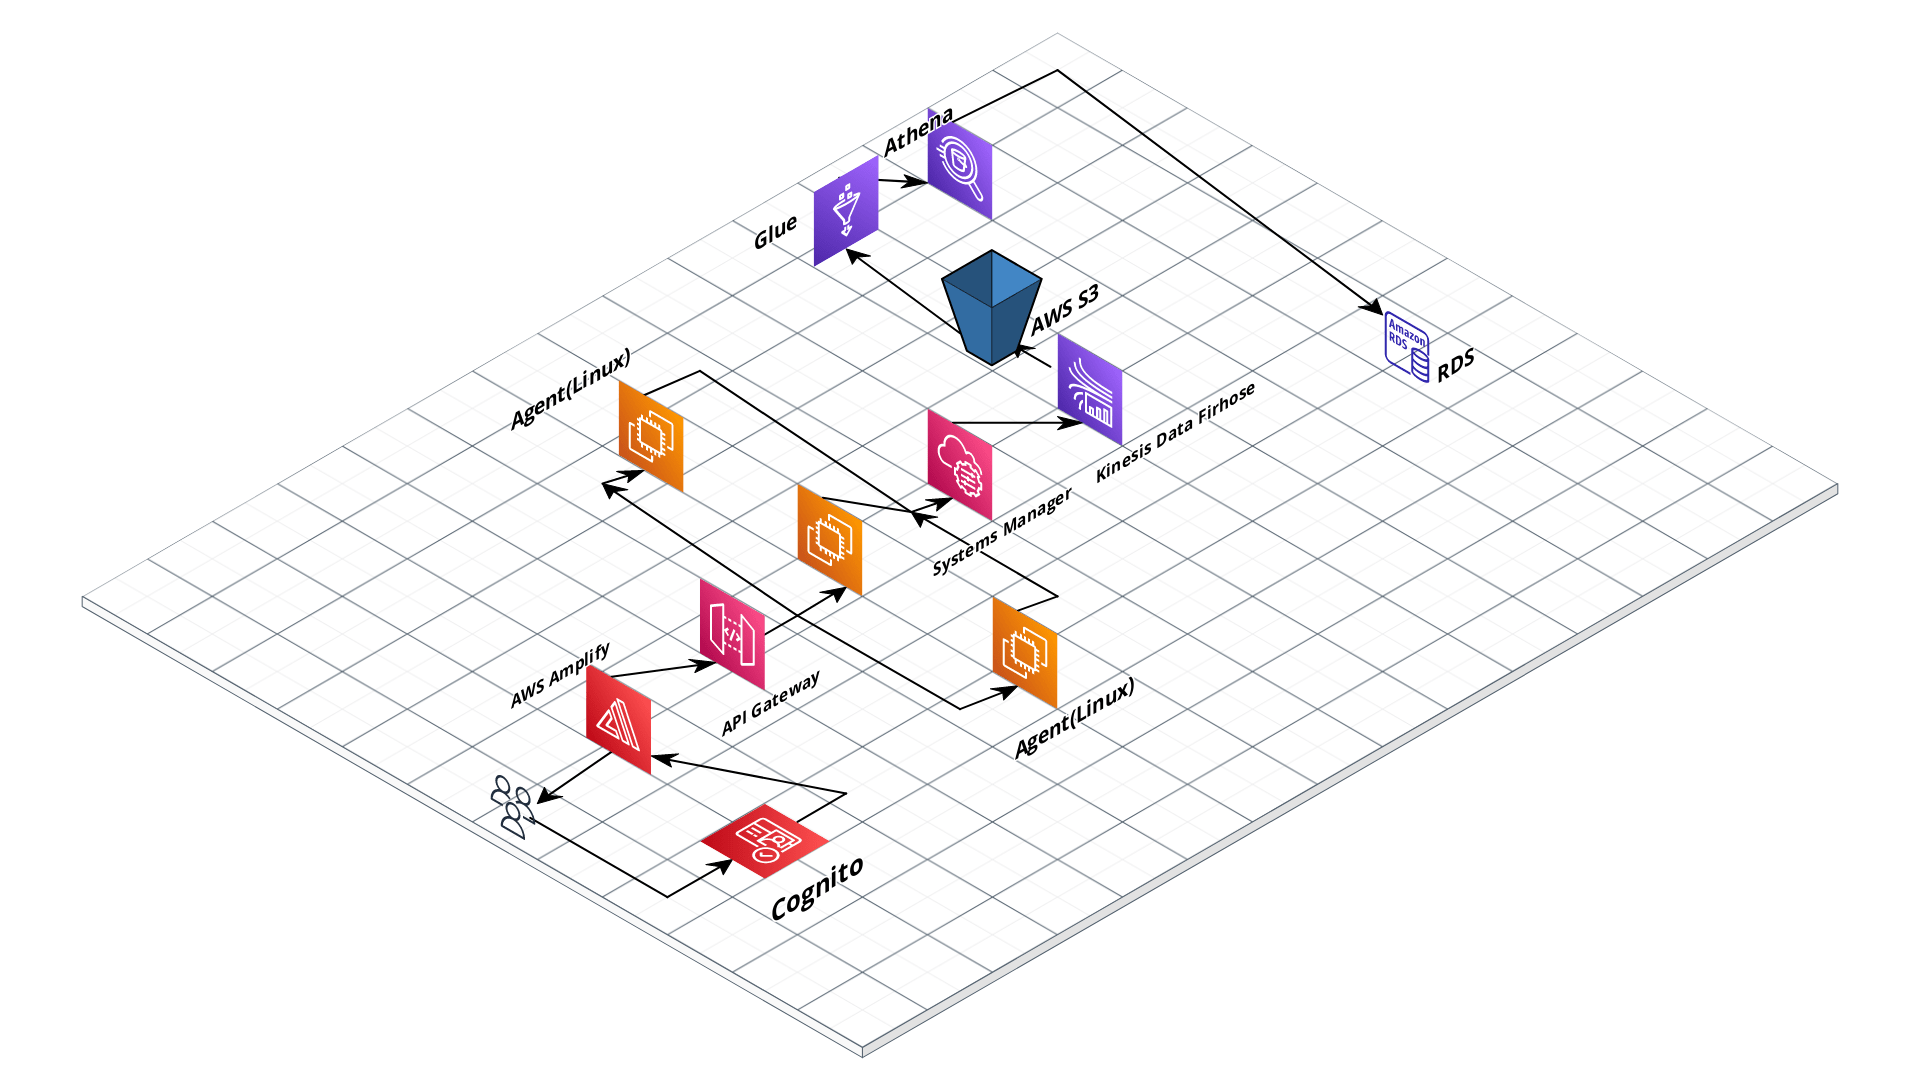 Athena
Glue
AWS S3
Amazon
RDS
RDS
Agent(Linux)
Kinesis Data Firhose
Systems Manager
AWS Amplify
</>
API Gateway
Agent(Linux)
Cognito